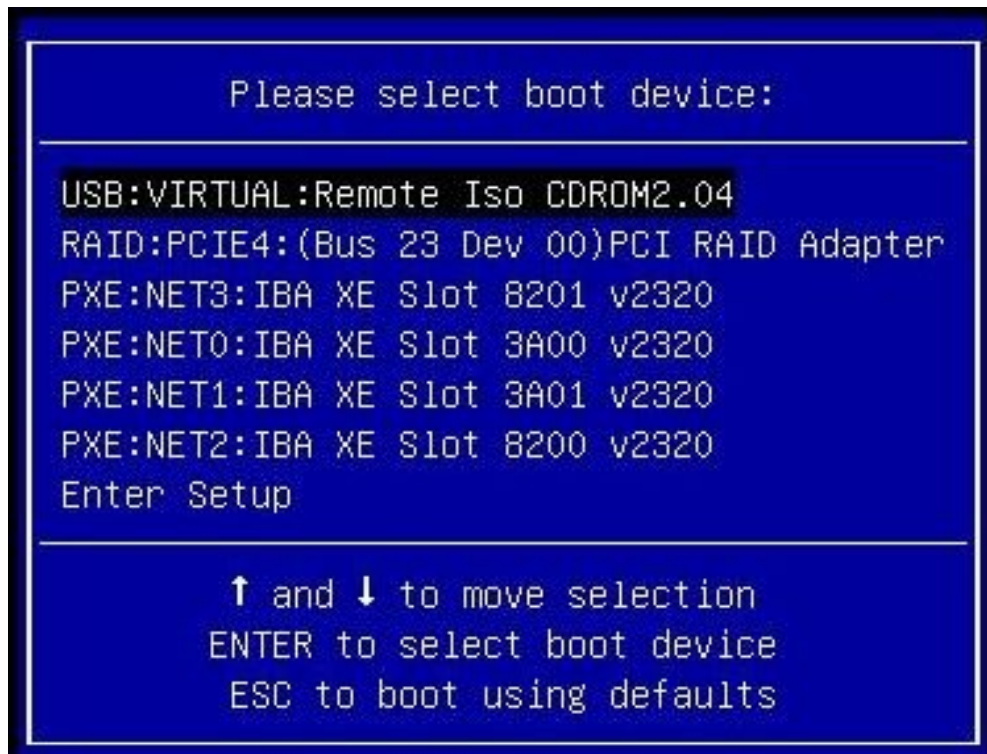 Please select boot device:
USB:VIRTUAL:Remote Iso CDROM2.04
RAID:PCIE4:(Bus 23 Dev 00)PCI RAID Adapter
PXE:NET3:IBA XE Slot 8201 v2320
PXE:NET0:IBA XE Slot 3A00 v2320
PXE:NET1:IBA XE Slot 3A01 v2320
PXE:NET2:IBA XE Slot 8200 v2320
Enter Setup
↑ and ↓ to move selection
ENTER to select boot device
ESC to boot using defaults